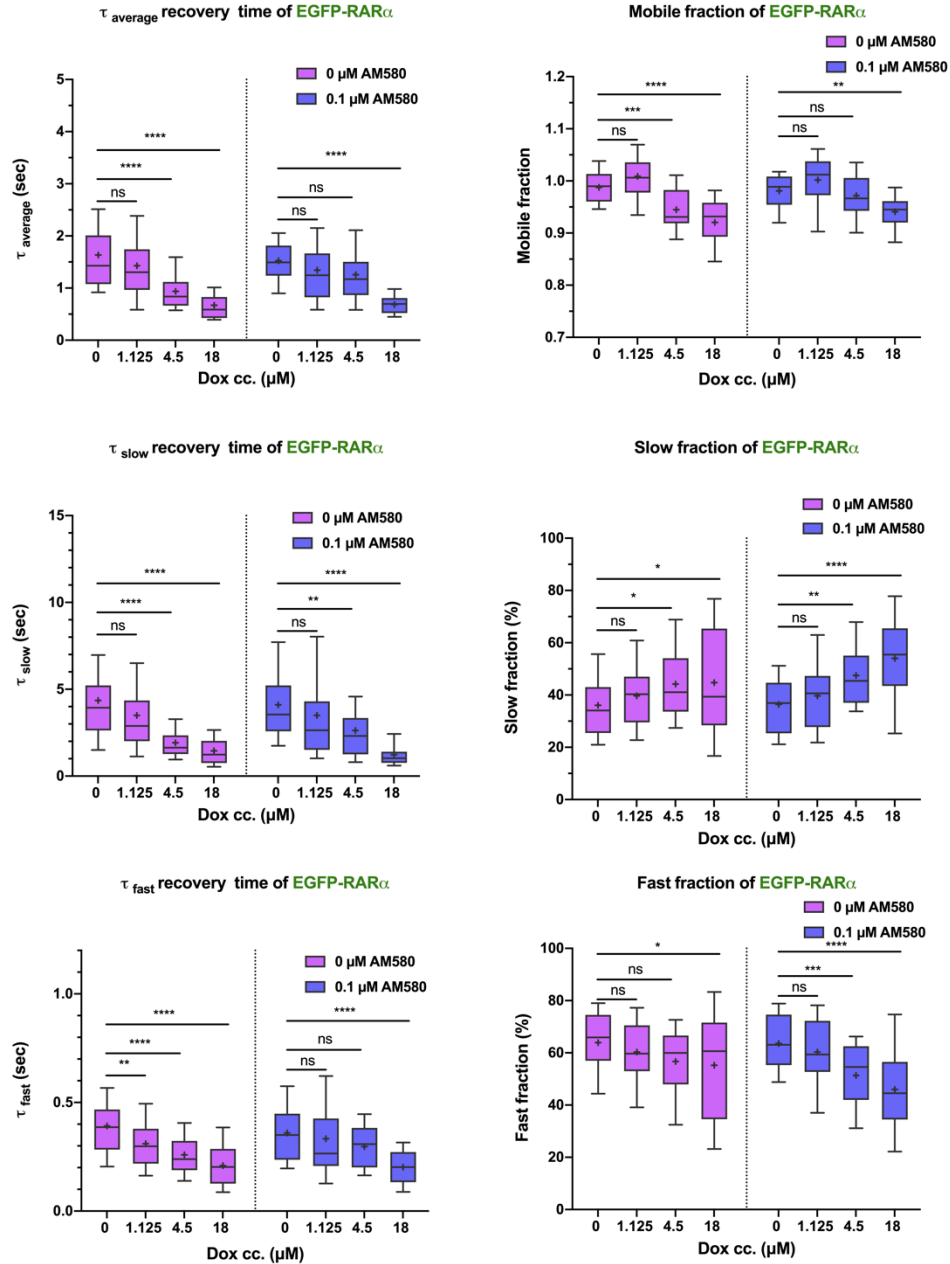 τ average recovery time of EGFP-RARα
0 µM AM580
0.1 µM AM580
τ average (sec)
5
4
3
2
1
0
****
****
ns
****
ns
ns
0 1.125 4.5 18 0 1.125 4.5 18
Dox cc. (µM)
Mobile fraction of EGFP-RARα
0 µM AM580
0.1 µM AM580
Mobile fraction
1.2
1.1
1.0
0.9
0.8
0.7
****
***
ns
**
ns
ns
0 1.125 4.5 18 0 1.125 4.5 18
Dox cc. (µM)
τ slow recovery time of EGFP-RARα
0 µM AM580
0.1 µM AM580
τ slow (sec)
15
10
5
0
****
****
ns
****
**
ns
0 1.125 4.5 18 0 1.125 4.5 18
Dox cc. (µM)
Slow fraction of EGFP-RARα
0 µM AM580
0.1 µM AM580
Slow fraction (%)
100
80
60
40
20
0
*
*
ns
****
**
ns
0 1.125 4.5 18 0 1.125 4.5 18
Dox cc. (µM)
τ fast recovery time of EGFP-RARα
0 µM AM580
0.1 µM AM580
τ fast (sec)
1.0
0.5
0.0
****
****
**
****
ns
ns
0 1.125 4.5 18 0 1.125 4.5 18
Dox cc. (µM)
Fast fraction of EGFP-RARα
0 µM AM580
0.1 µM AM580
Fast fraction (%)
100
80
60
40
20
0
*
ns
ns
****
***
ns
0 1.125 4.5 18 0 1.125 4.5 18
Dox cc. (µM)